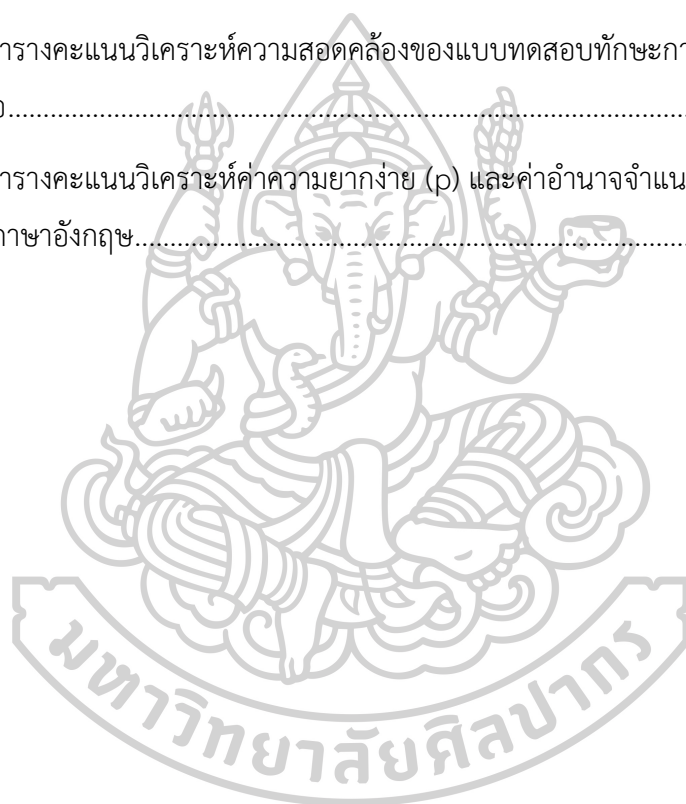 ตารางคะแนนวิเคราะห์ความสอดคล้องของแบบทดสอบทักษะ
................................................................................
ตารางคะแนนวิเคราะห์ค่าความยากง่าย (p) และค่าอำนาจจำแน
ภาษาอังกฤษ................................................................................
มหาวิทยาลัยศิลปากร